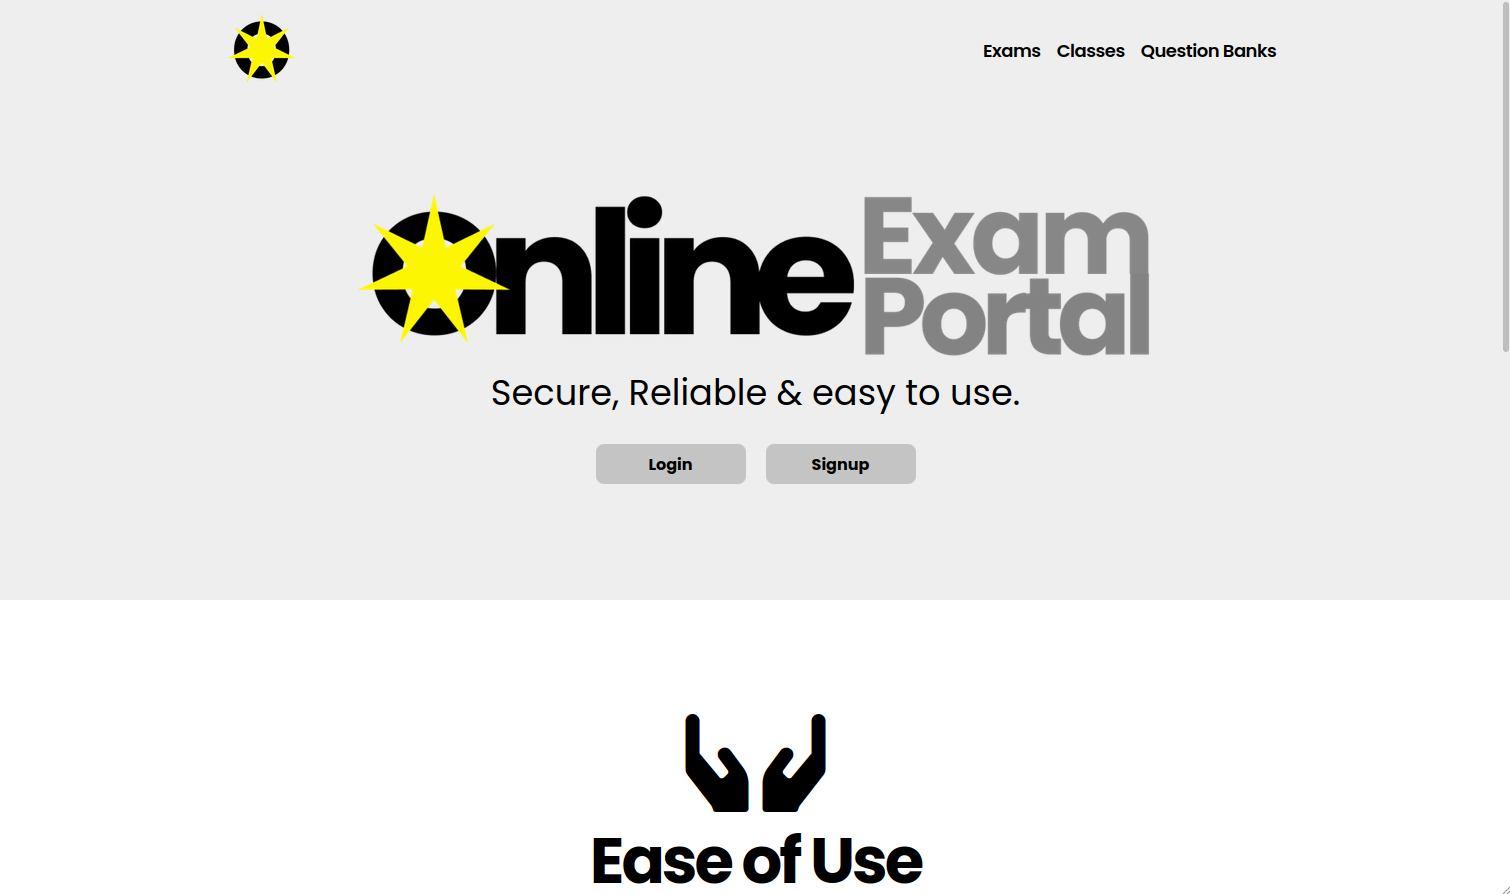 Exams Classes Question Banks
Online Exam
Portal
Secure, Reliable & easy to use.
Login Signup
Ease of Use